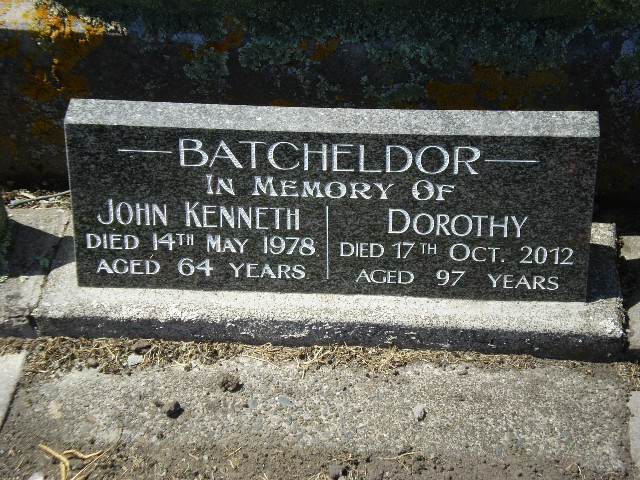 BATCHELDOR
IN MEMORY OF
JOHN KENNETH
DIED 14TH MAY 1978
AGED 64 YEARS
DOROTHY
DIED 17TH OCT. 2012
AGED 97 YEARS